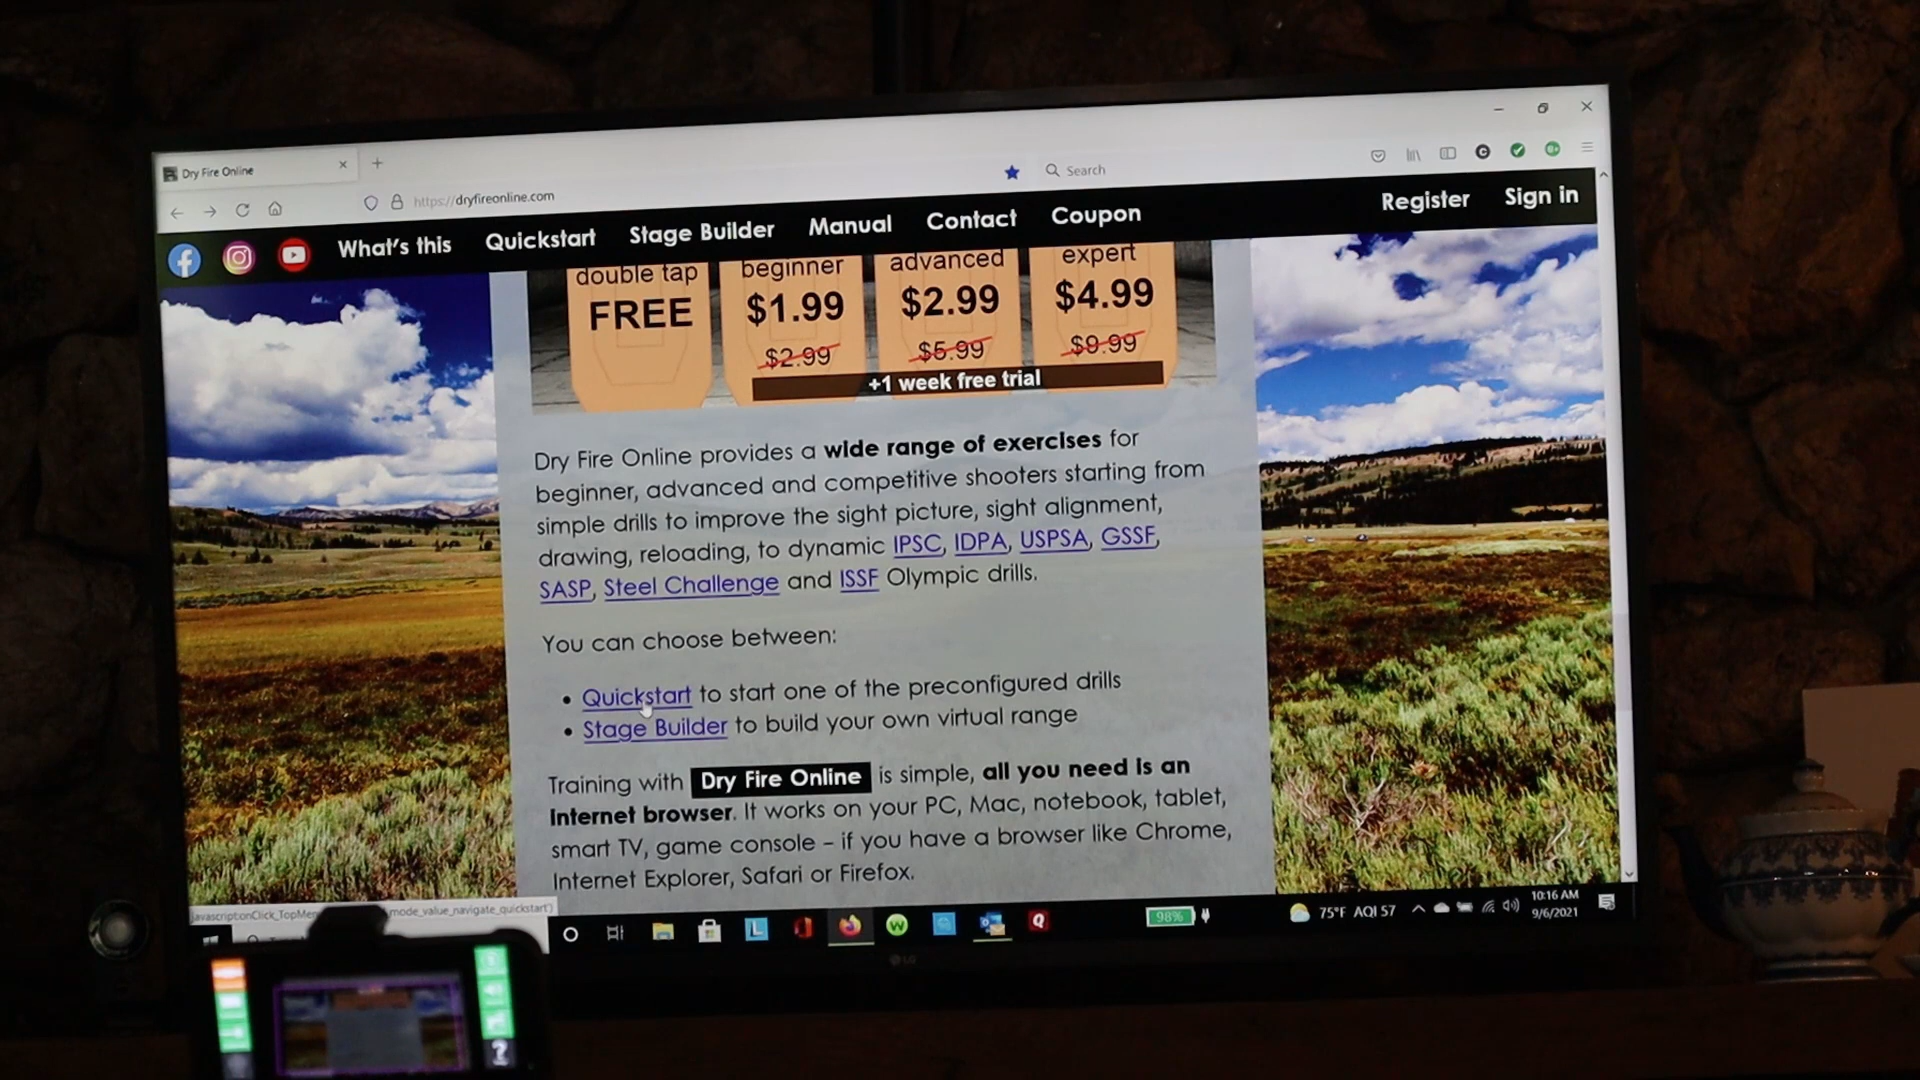 Dry Fire Online
https://dryfireonline.com
Search
What's this Quickstart Stage Builder Manual Contact Coupon Register Sign in
double tap beginner advanced expert
FREE $1.99 $2.99 $4.99
$2.99 $5.99 $9.99
+1 week free trial
Dry Fire Online provides a wide range of exercises for
beginner, advanced and competitive shooters starting from
simple drills to improve the sight picture, sight alignment,
drawing, reloading, to dynamic IPSC, IDPA, USPSA, GSSF,
SASP, Steel Challenge and ISSF Olympic drills.
You can choose between:
• Quickstart to start one of the preconfigured drills
• Stage Builder to build your own virtual range
Training with Dry Fire Online is simple, all you need is an
Internet browser. It works on your PC, Mac, notebook, tablet,
smart TV, game console – if you have a browser like Chrome,
Internet Explorer, Safari or Firefox.
mode_value_navigate_quickstart')
98%
75°F AQI 57
10:16 AM
9/6/2021
LG